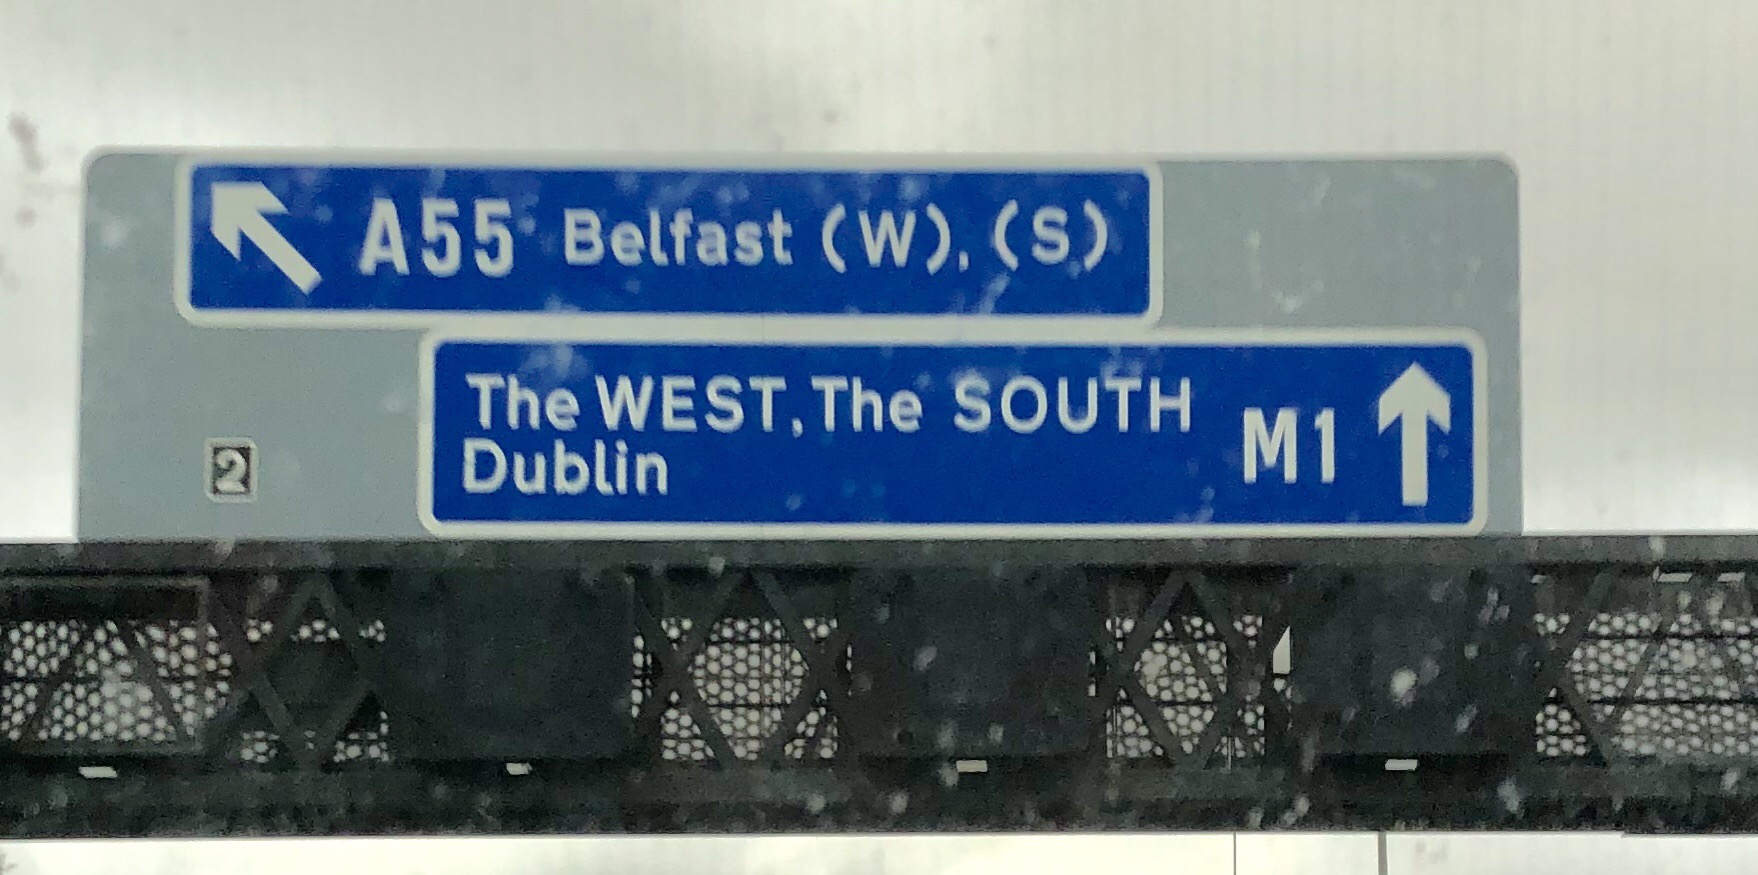 A55 Belfast (W), (S)
The WEST, The SOUTH
Dublin
M1
2